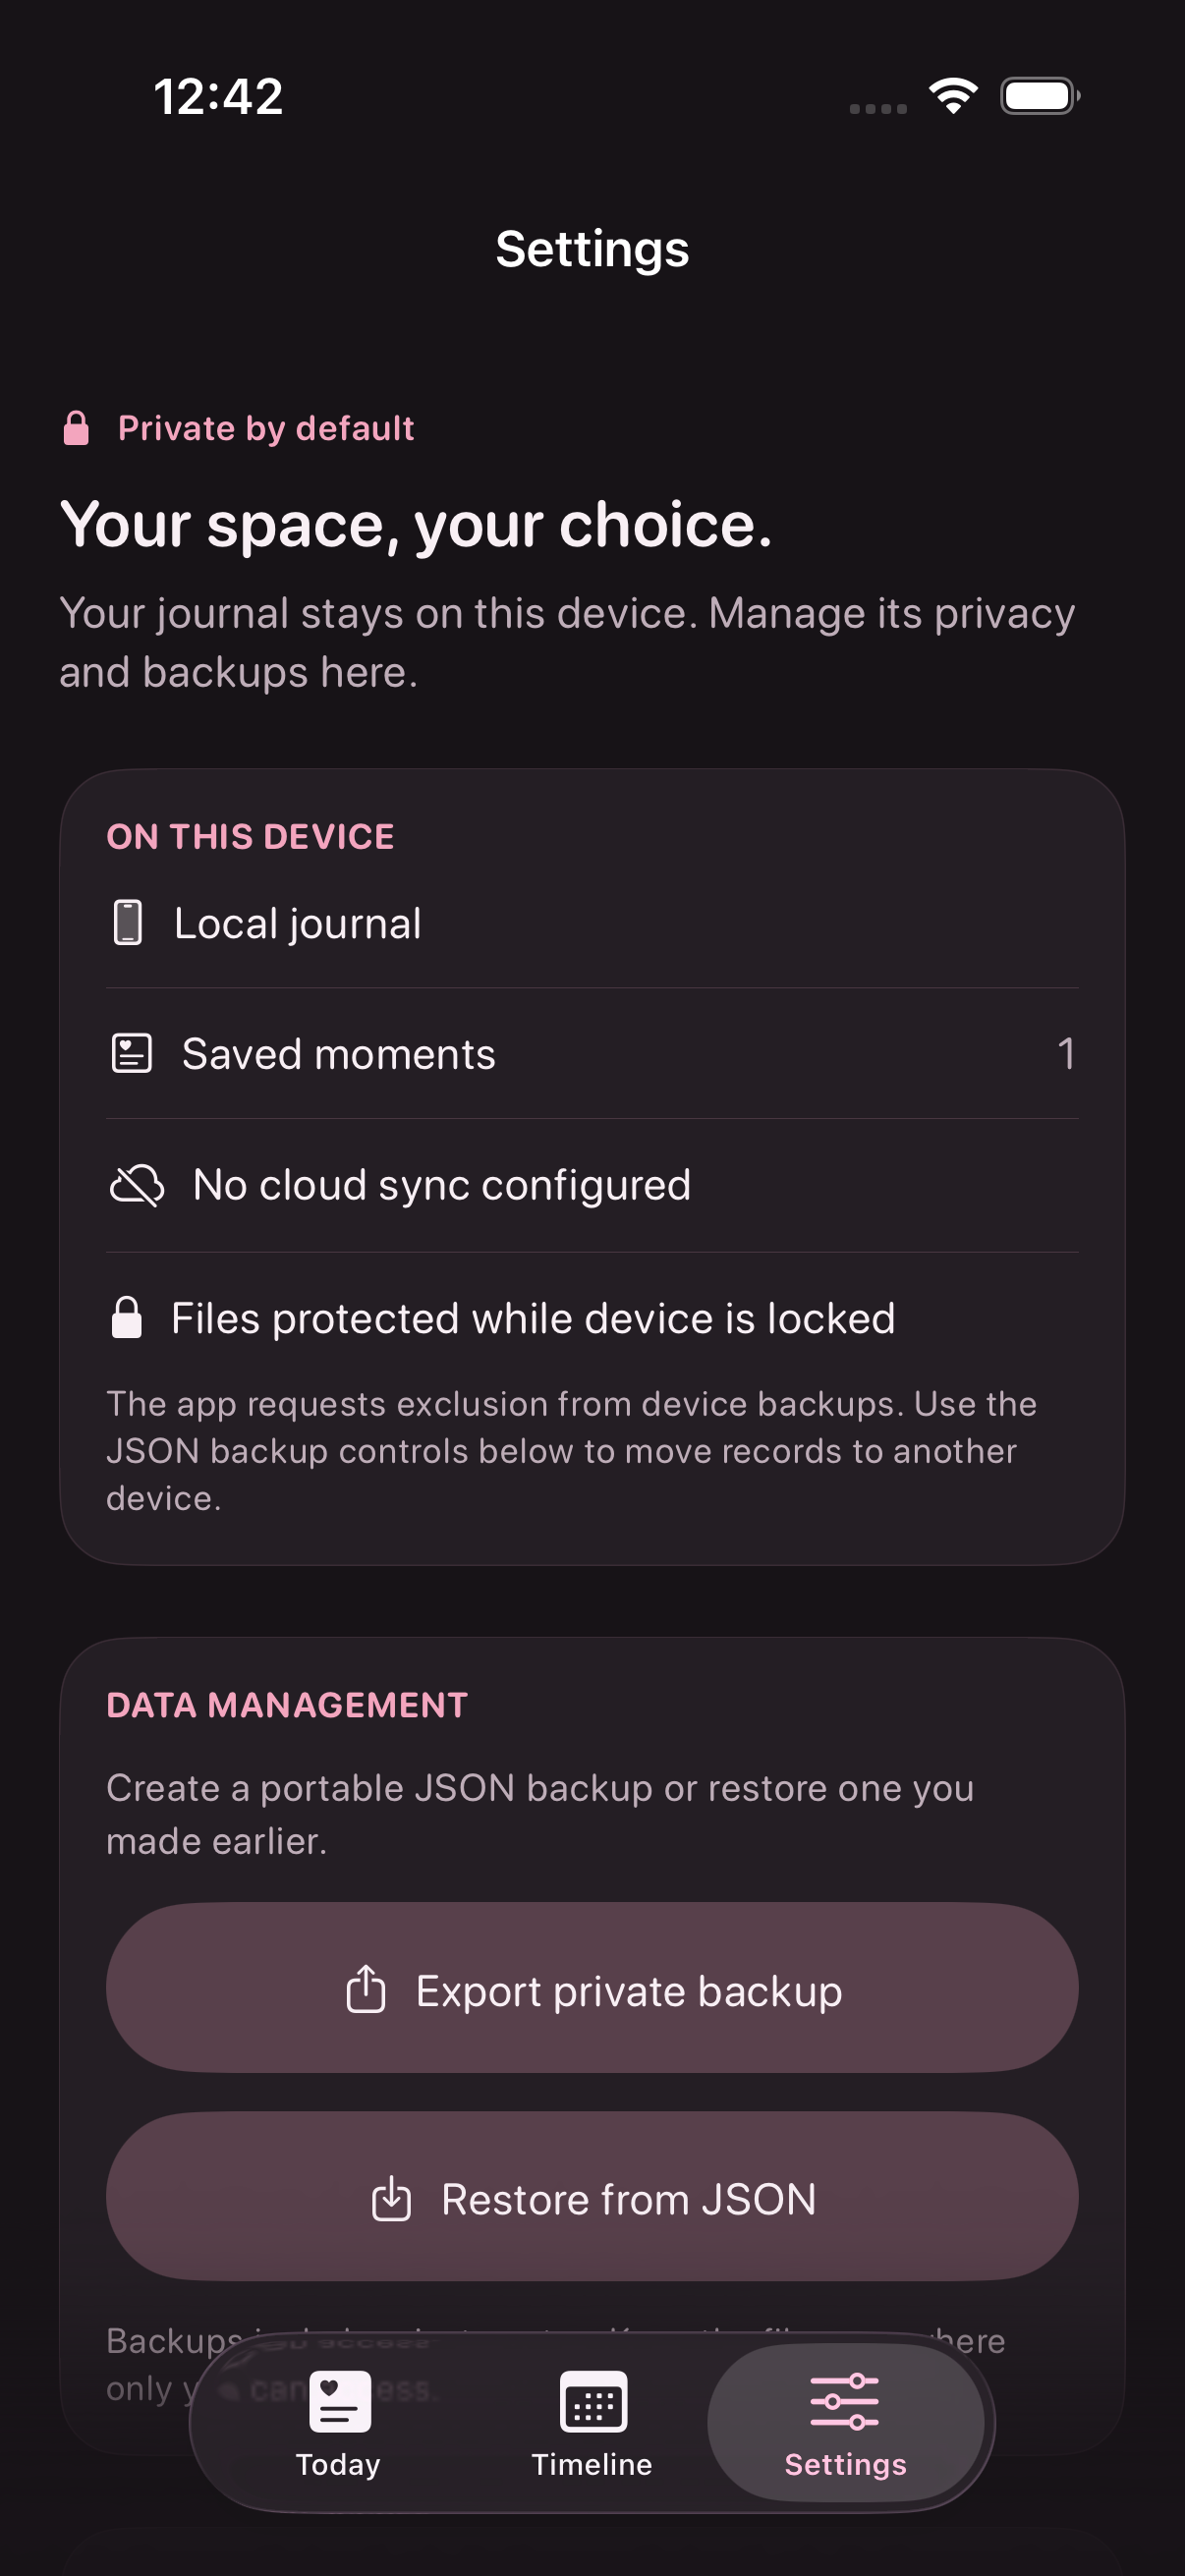 12:42
Settings
Private by default
Your space, your choice.
Your journal stays on this device. Manage its privacy
and backups here.
ON THIS DEVICE
Local journal
Saved moments 1
No cloud sync configured
Files protected while device is locked
The app requests exclusion from device backups. Use the
JSON backup controls below to move records to another
device.
DATA MANAGEMENT
Create a portable JSON backup or restore one you
made earlier.
Export private backup
Restore from JSON
Backups
only
Today
Timeline
Settings